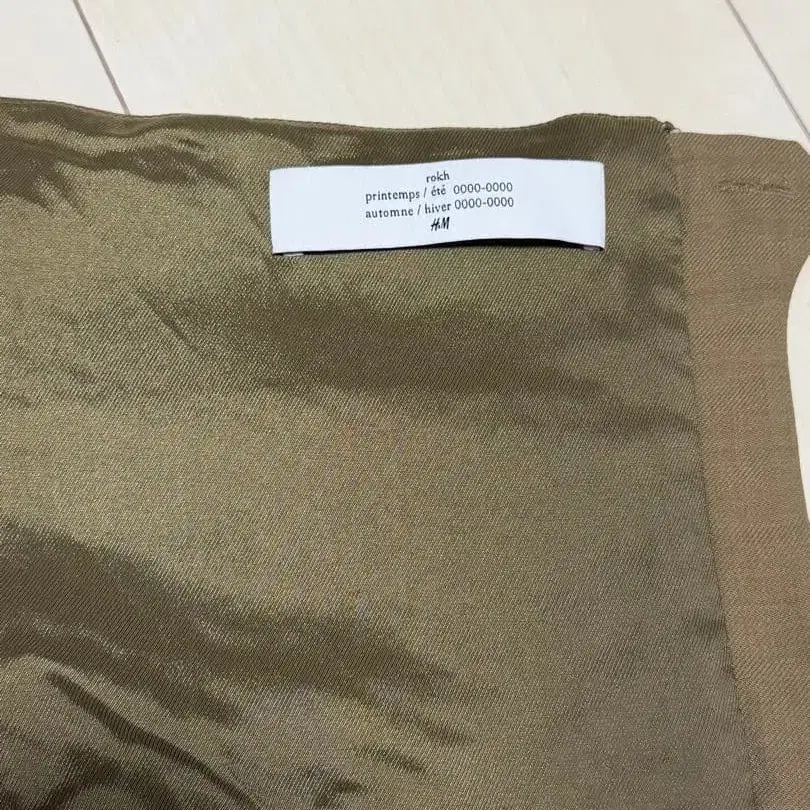 rokh
printemps / été 0000-0000
automne / hiver 0000-0000
H&M